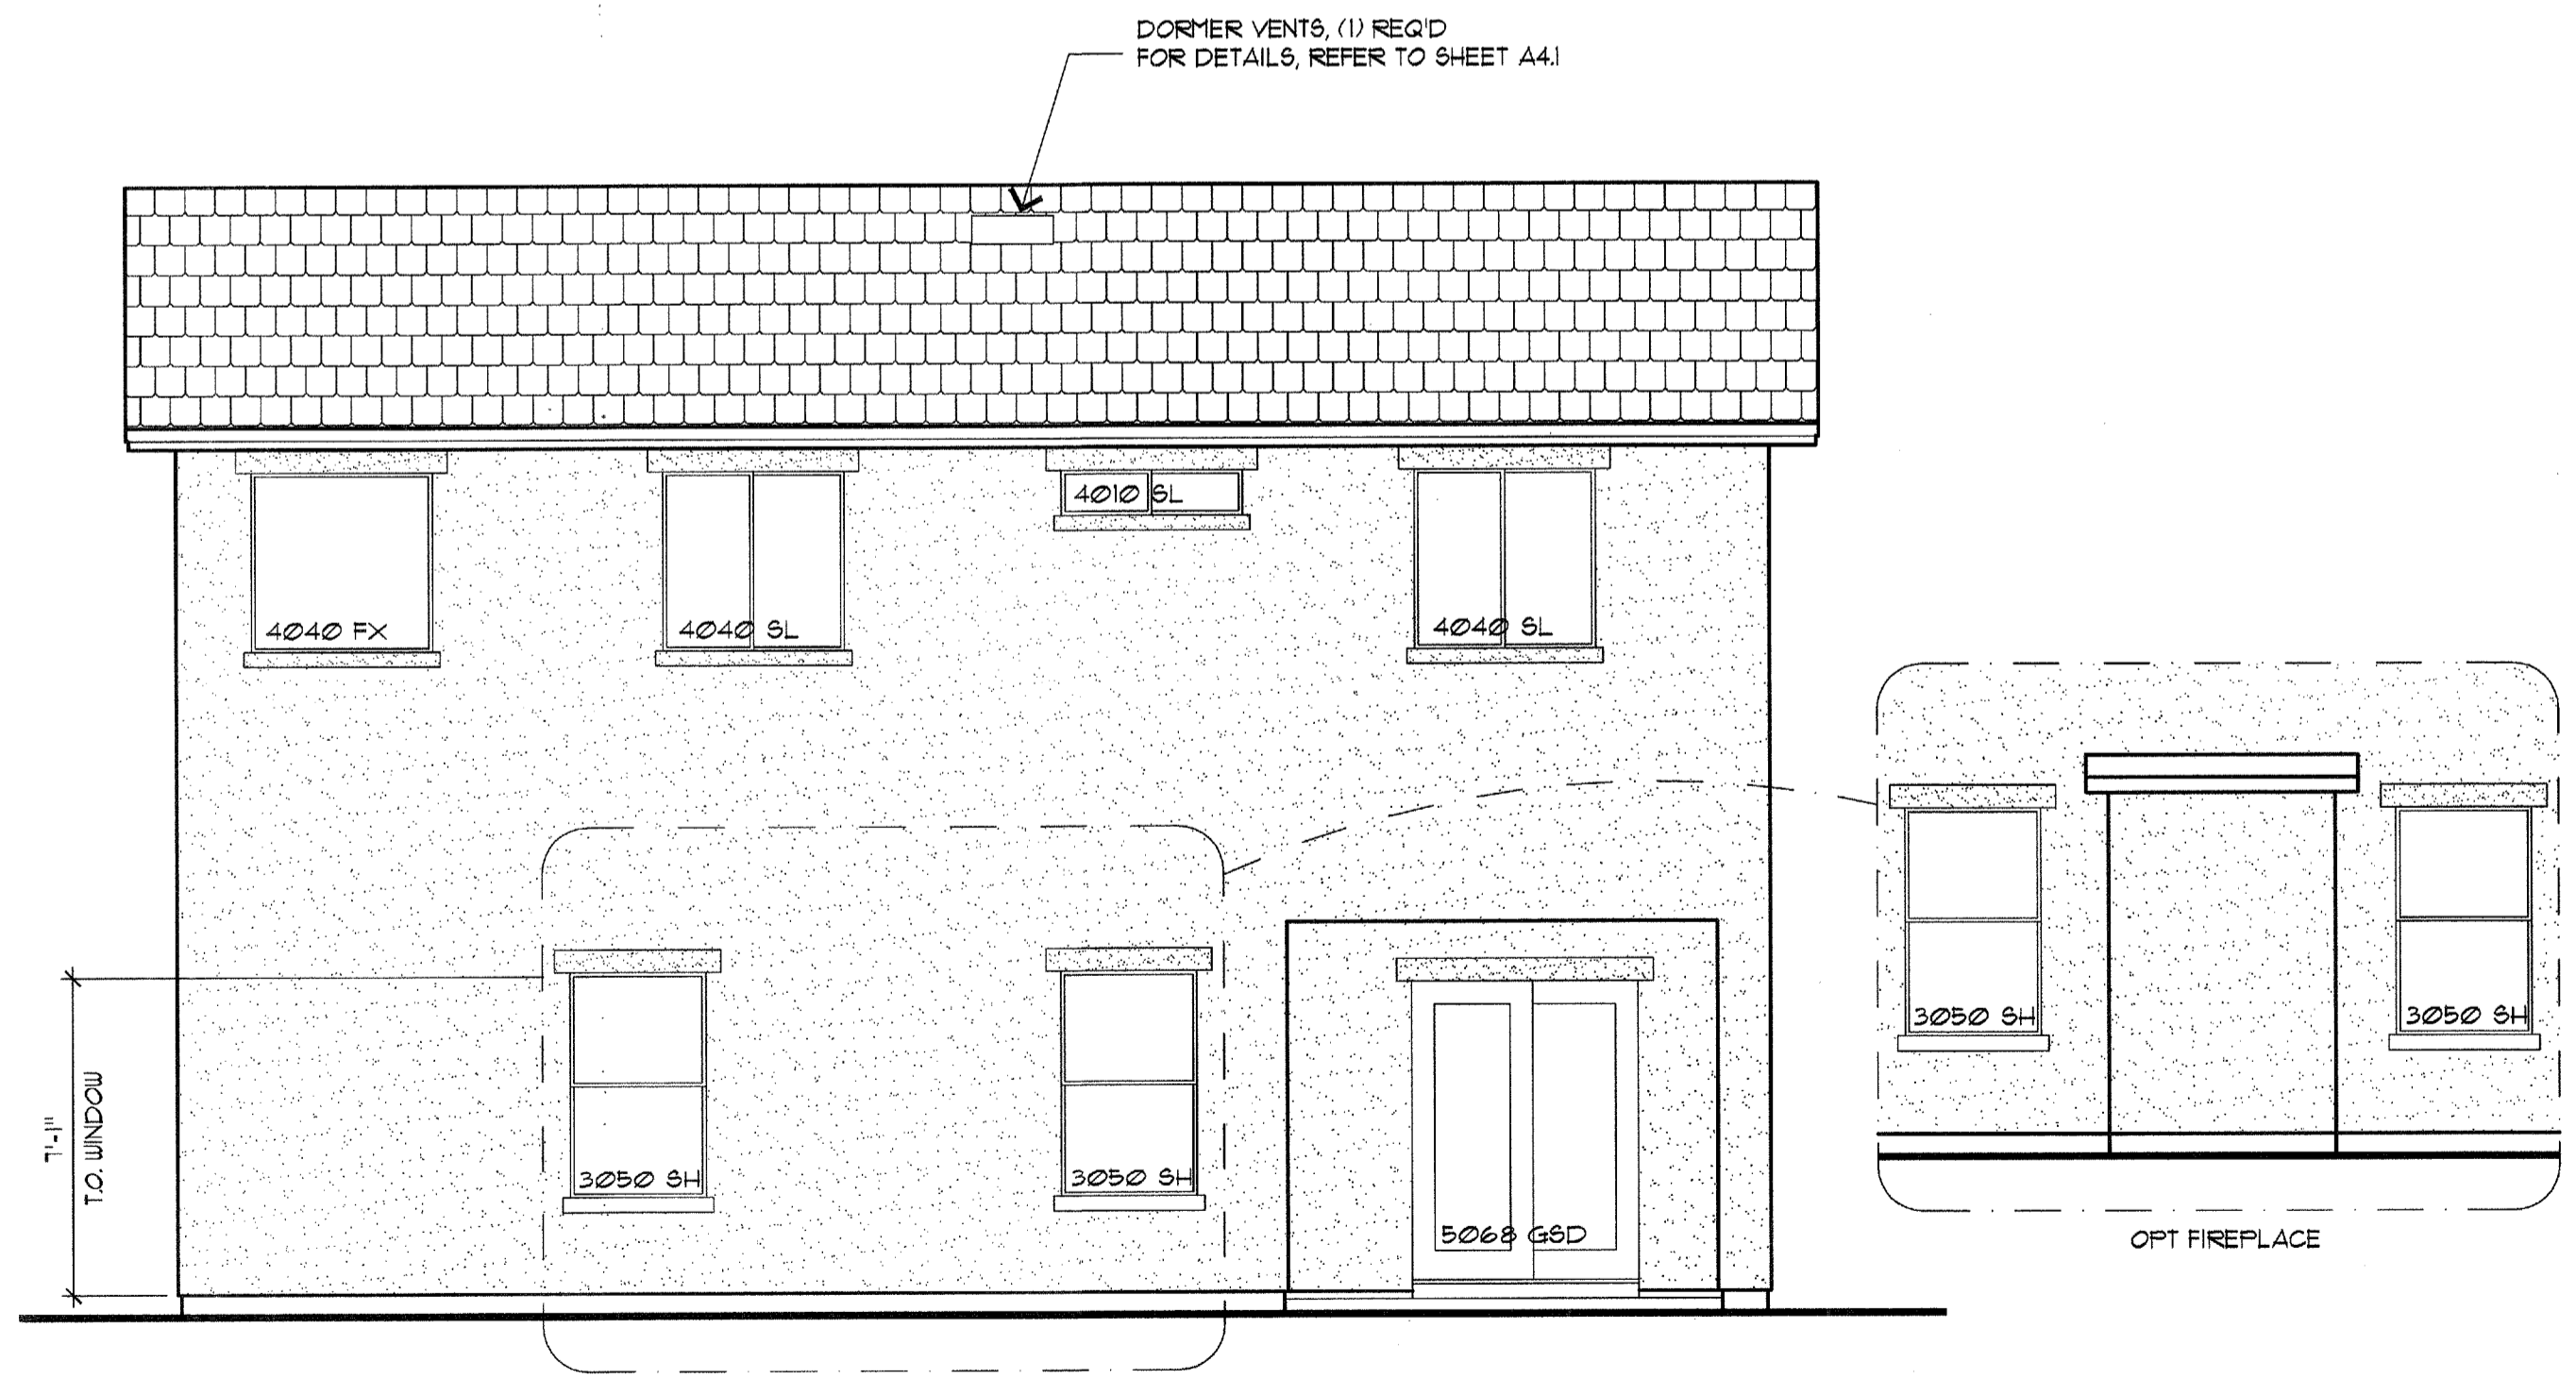 DORMER VENTS, (1) REQ'D
FOR DETAILS, REFER TO SHEET A4.1
4040 FX
4040 SL
4010 SL
4040 SL
3050 SH
3050 SH
5068 GSD
7'-1"
T.O. WINDOW
3050 SH
3050 SH
OPT FIREPLACE